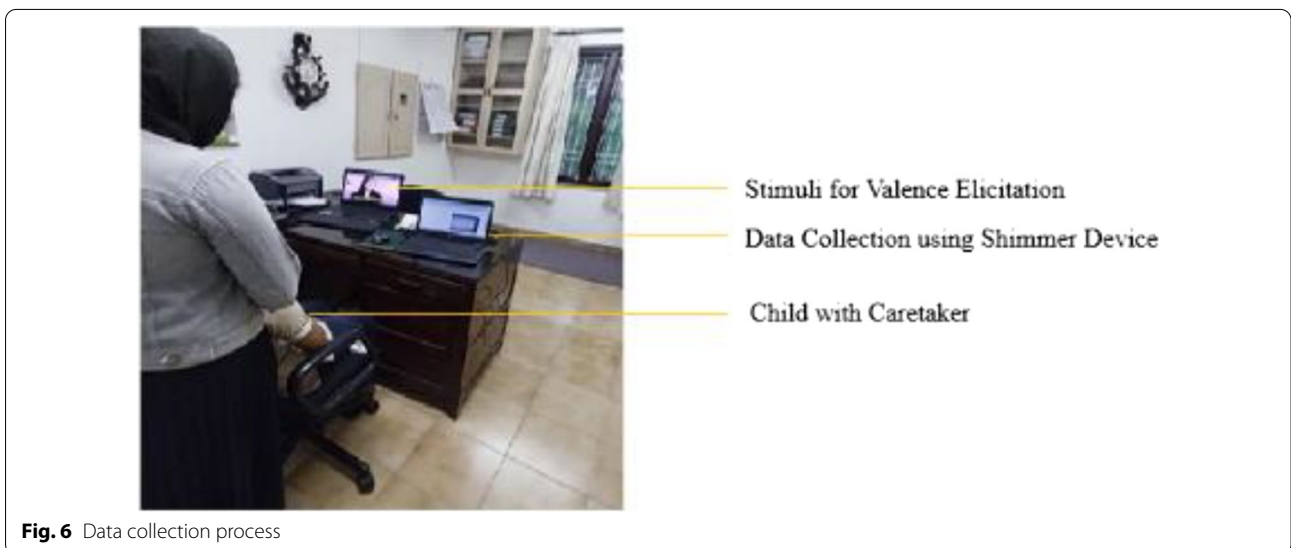 Stimuli for Valence Elicitation
Data Collection using Shimmer Device
Child with Caretaker
Fig. 6 Data collection process